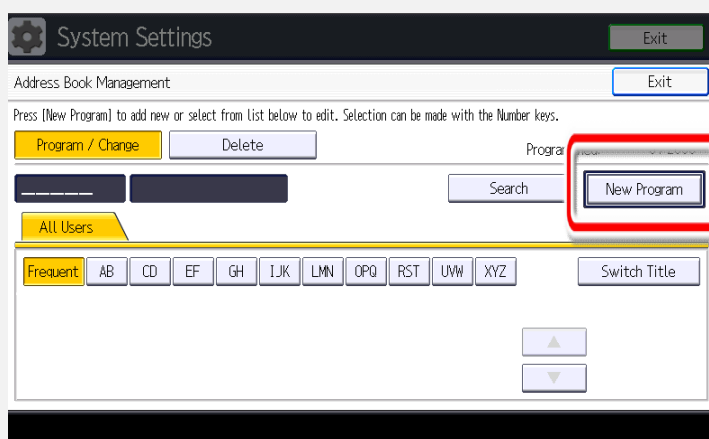 System Settings
Exit
Address Book Management
Exit
Press [New Program] to add new or select from list below to edit. Selection can be made with the Number keys.
Program / Change
Delete
_____
Search
New Program
All Users
Frequent AB CD EF GH IJK LMN OPQ RST UVW XYZ
Switch Title